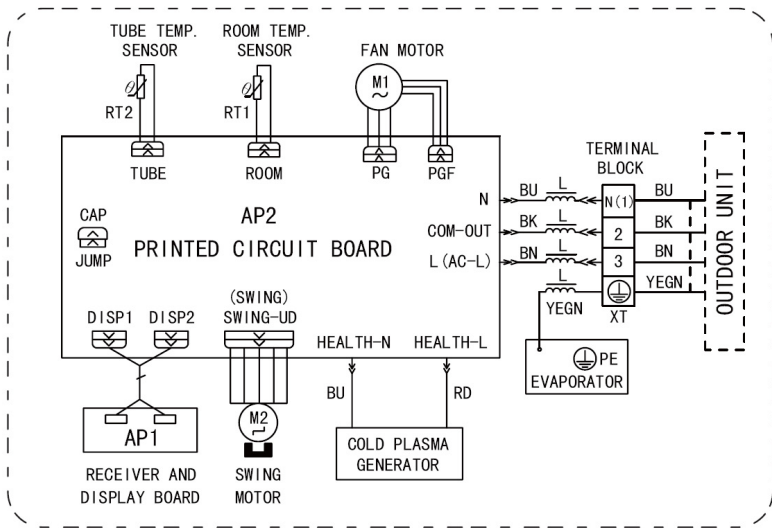 TUBE TEMP.
SENSOR
ROOM TEMP.
SENSOR
FAN MOTOR
RT2
RT1
M1
TUBE
ROOM
PG
PGF
TERMINAL
BLOCK
CAP
JUMP
AP2
PRINTED CIRCUIT BOARD
N
COM-OUT
L(AC-L)
BU
L
N(1)
BU
BK
L
2
BK
BN
L
3
BN
L
YEGN
YEGN
XT
OUTDOOR UNIT
DISP1
DISP2
(SWING)
SWING-UD
HEALTH-N
HEALTH-L
PE
EVAPORATOR
BU
RD
AP1
M2
COLD PLASMA
GENERATOR
RECEIVER AND
DISPLAY BOARD
SWING
MOTOR